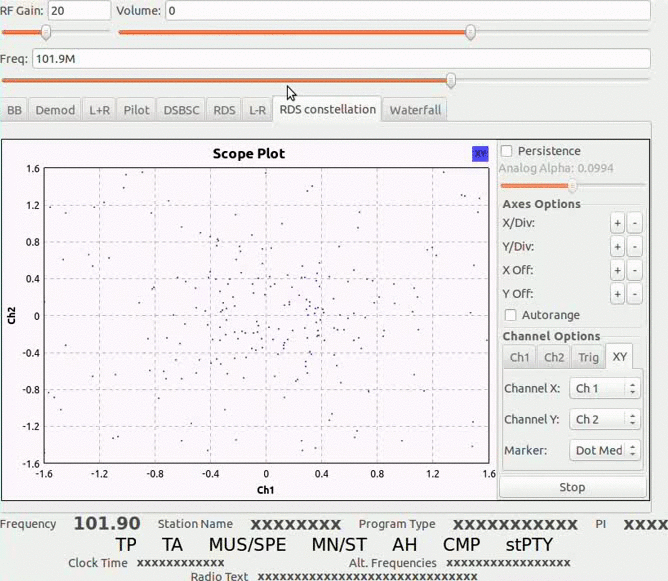 RF Gain: 20 Volume: 0
Freq: 101.9M
BB Demod L+R Pilot DSBSC RDS L-R RDS constellation Waterfall
Scope Plot XY
Persistence
Analog Alpha: 0.0994
Axes Options
X/Div: + -
Y/Div: + -
X Off: + -
Y Off: + -
Autorange
Channel Options
Ch1 Ch2 Trig XY
Channel X: Ch 1
Channel Y: Ch 2
Marker: Dot Med
Stop
1.6
1.2
0.8
0.4
0
-0.4
-0.8
-1.2
-1.6
Ch2
-1.6 -1.2 -0.8 -0.4 0 0.4 0.8 1.2 1.6
Ch1
Frequency 101.90 Station Name xxxxxxxx Program Type xxxxxxxxxxx PI xxxx
TP TA MUS/SPE MN/ST AH CMP stPTY
Clock Time xxxxxxxxxxxx Alt. Frequencies xxxxxxxxxxxxxxxxx
Radio Text xxxxxxxxxxxxxxxxxxxxxxxxxxxxxx